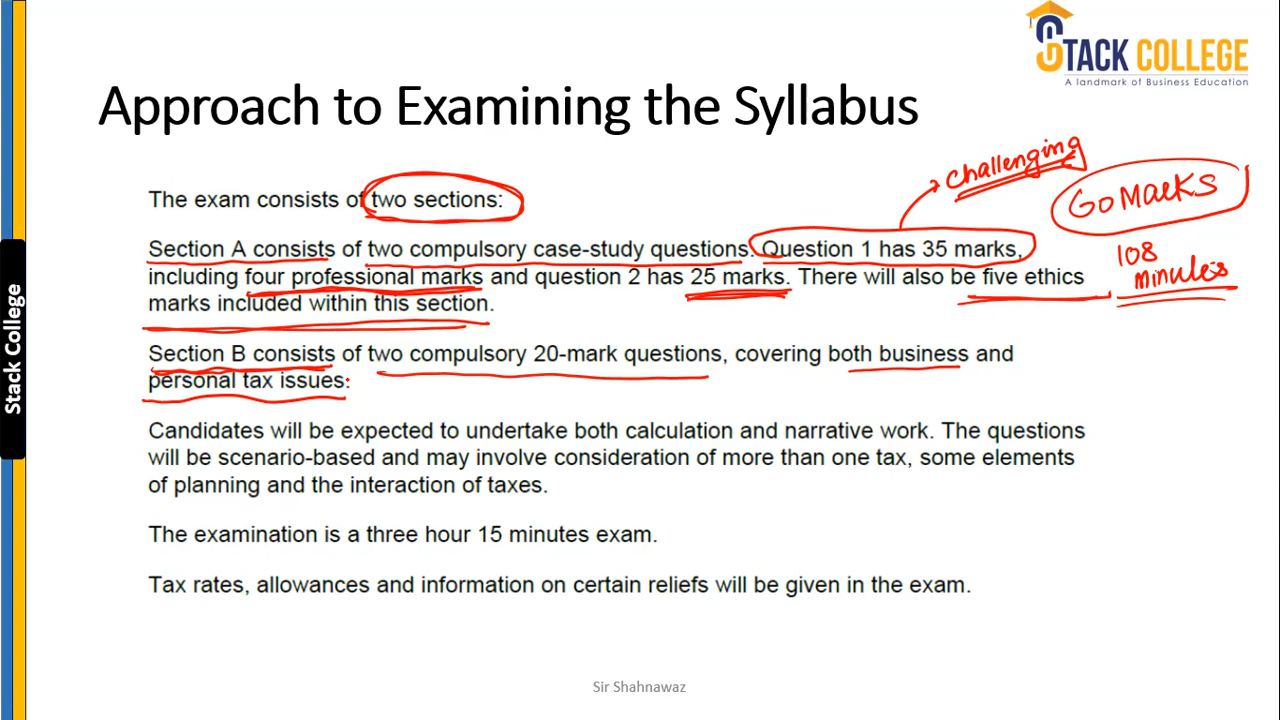 STACK COLLEGE
A landmark of Business Education
Approach to Examining the Syllabus
challenging
60 Marks
The exam consists of two sections:
Section A consists of two compulsory case-study questions. Question 1 has 35 marks,
108
minutes
including four professional marks and question 2 has 25 marks. There will also be five ethics
marks included within this section.
Section B consists of two compulsory 20-mark questions, covering both business and
personal tax issues:
Candidates will be expected to undertake both calculation and narrative work. The questions
will be scenario-based and may involve consideration of more than one tax, some elements
of planning and the interaction of taxes.
The examination is a three hour 15 minutes exam.
Tax rates, allowances and information on certain reliefs will be given in the exam.
Sir Shahnawaz
Stack College